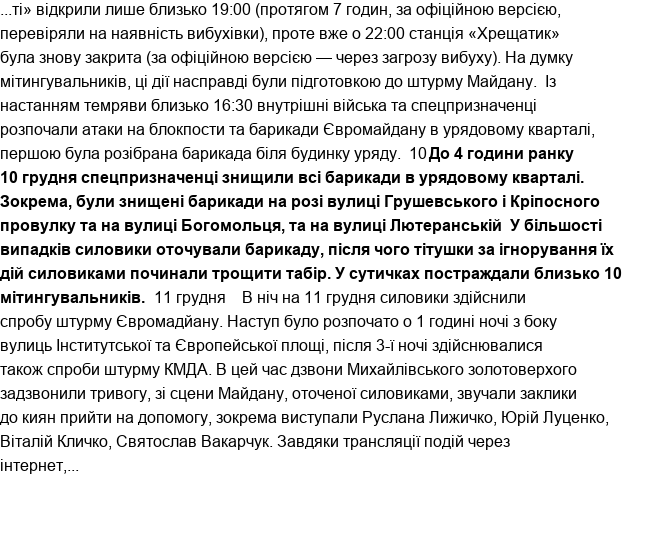 ...ті» відкрили лише близько 19:00 (протягом 7 годин, за офіційною версією,
перевіряли на наявність вибухівки), проте вже о 22:00 станція «Хрещатик»
була знову закрита (за офіційною версією — через загрозу вибуху). На думку
мітингувальників, ці дії насправді були підготовкою до штурму Майдану.  Із
настанням темряви близько 16:30 внутрішні війська та спецпризначенці
розпочали атаки на блокпости та барикади Євромайдану в урядовому кварталі,
першою була розібрана барикада біля будинку уряду.  10До 4 години ранку
10 грудня спецпризначенці знищили всі барикади в урядовому кварталі.
Зокрема, були знищені барикади на розі вулиці Грушевського і Кріпосного
провулку та на вулиці Богомольця, та на вулиці Лютеранській  У більшості
випадків силовики оточували барикаду, після чого тітушки за ігнорування їх
дій силовиками починали трощити табір. У сутичках постраждали близько 10
мітингувальників.  11 грудня    В ніч на 11 грудня силовики здійснили
спробу штурму Євромадйану. Наступ було розпочато о 1 годині ночі з боку
вулиць Інститутської та Європейської площі, після 3-ї ночі здійснювалися
також спроби штурму КМДА. В цей час дзвони Михайлівського золотоверхого
задзвонили тривогу, зі сцени Майдану, оточеної силовиками, звучали заклики
до киян прийти на допомогу, зокрема виступали Руслана Лижичко, Юрій Луценко,
Віталій Кличко, Святослав Вакарчук. Завдяки трансляції подій через
інтернет,...